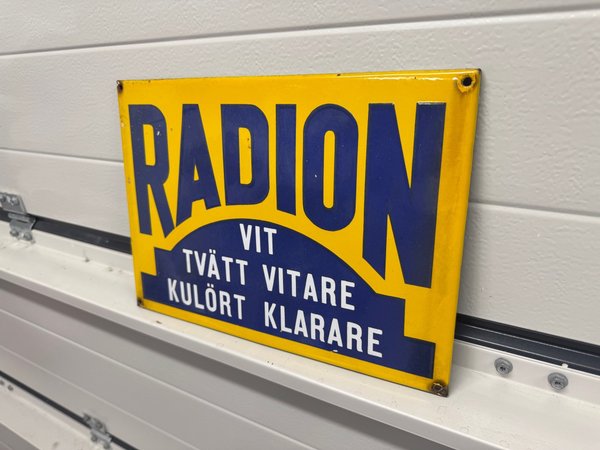 RADION
VIT
TVÄTT VITARE
KULÖRT KLARARE